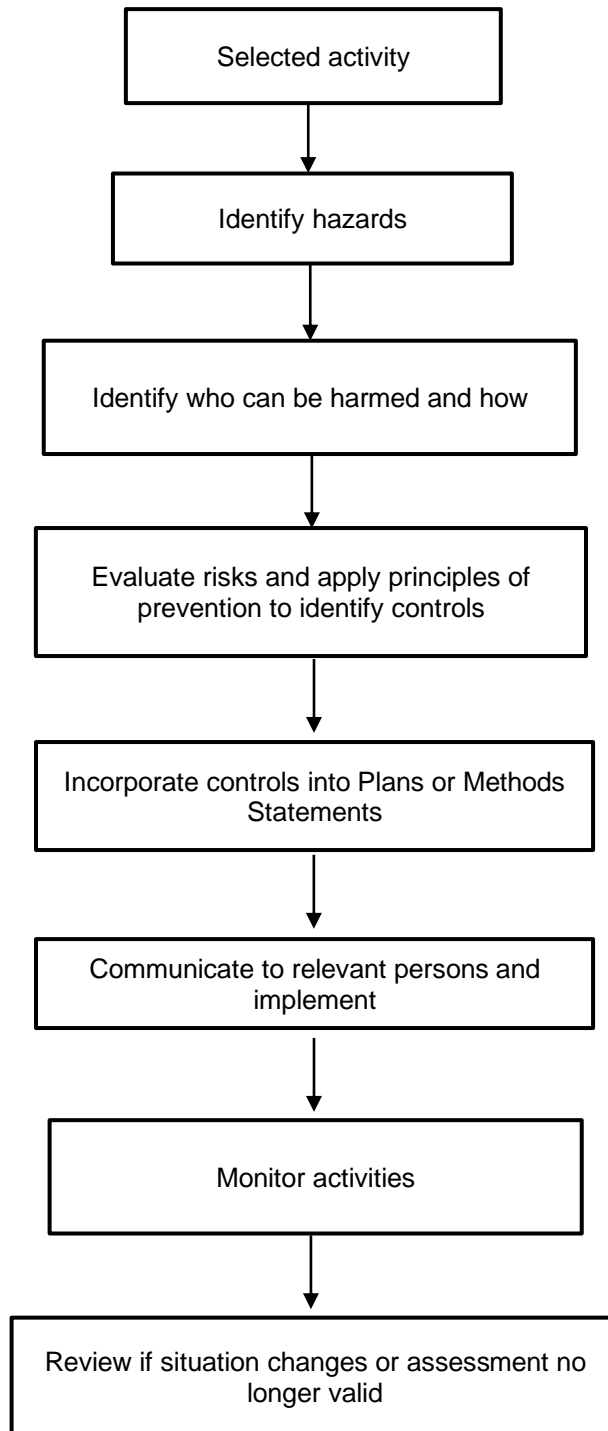 Selected activity
Identify hazards
Identify who can be harmed and how
Evaluate risks and apply principles of
prevention to identify controls
Incorporate controls into Plans or Methods
Statements
Communicate to relevant persons and
implement
Monitor activities
Review if situation changes or assessment no
longer valid